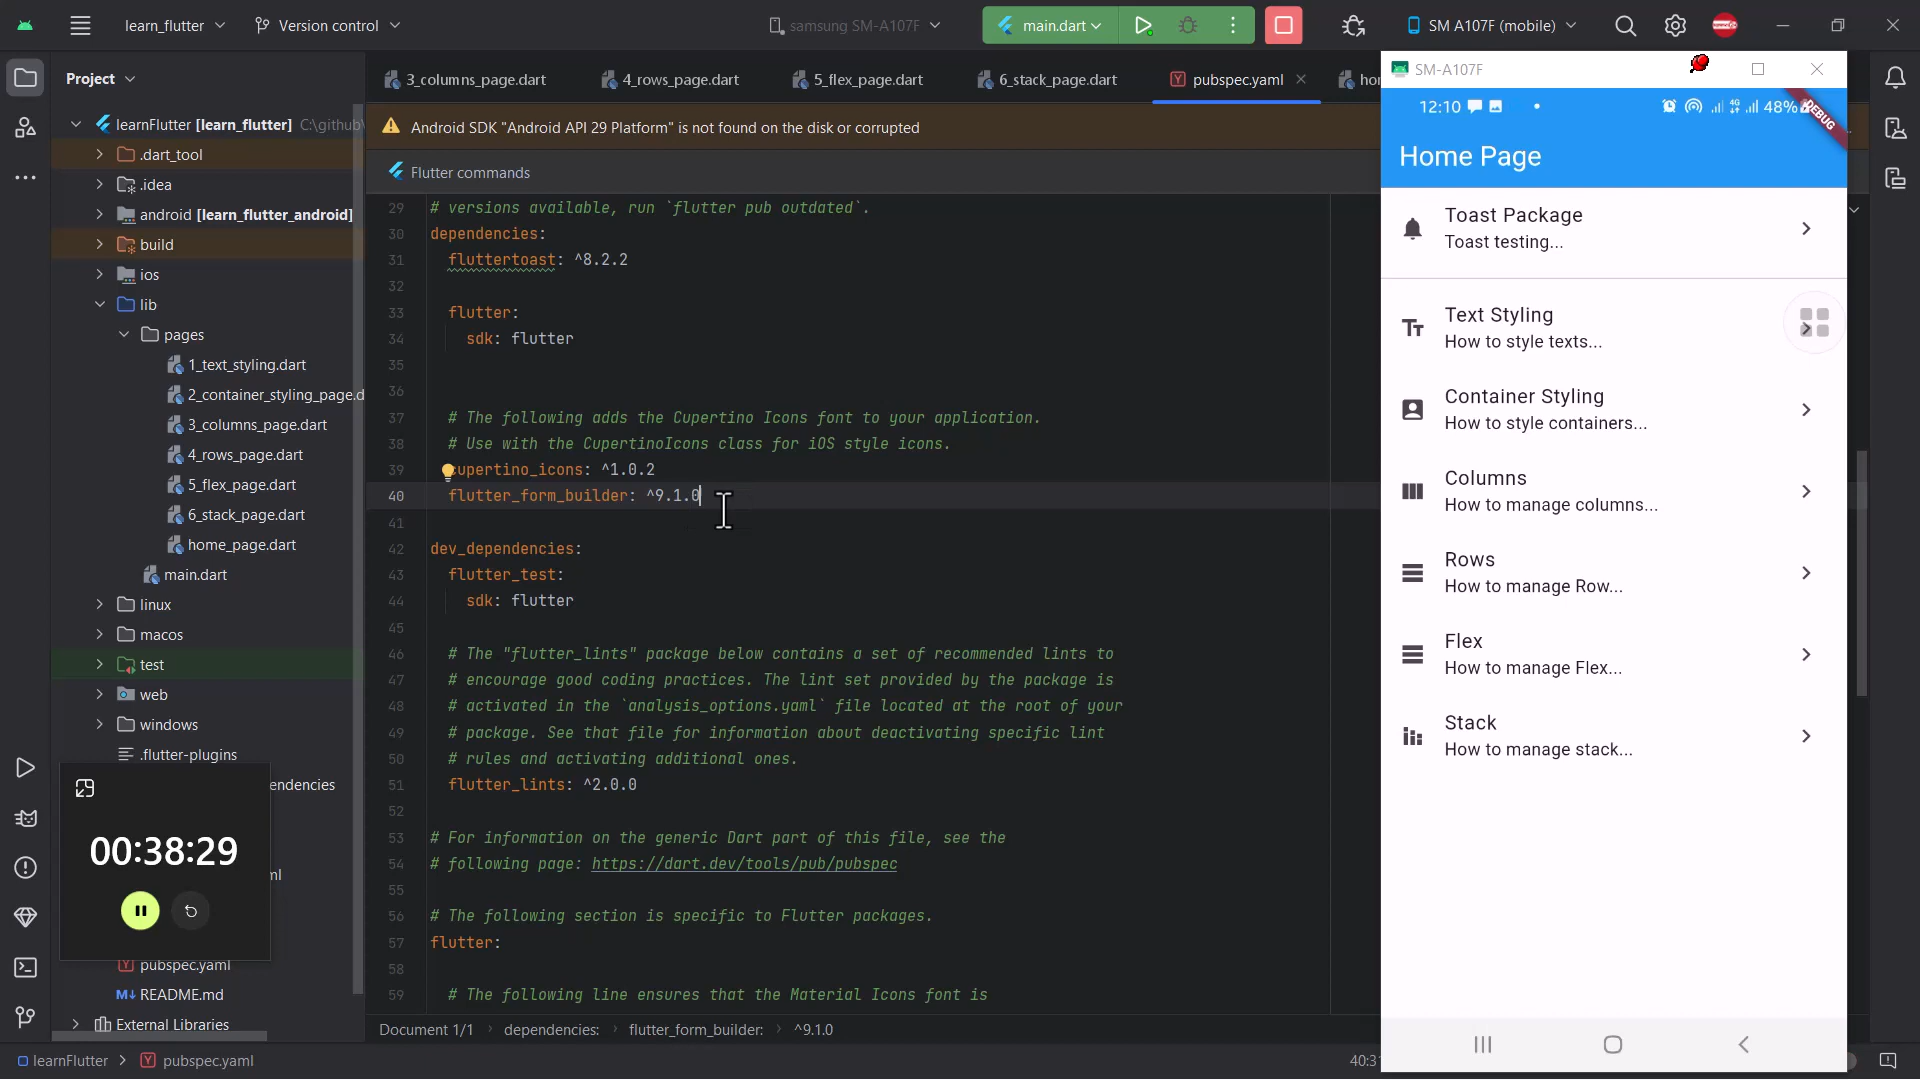 learn_flutter
Version control
samsung SM-A107F
main.dart
SM A107F (mobile)
Project
3_columns_page.dart
4_rows_page.dart
5_flex_page.dart
6_stack_page.dart
pubspec.yaml
Android SDK "Android API 29 Platform" is not found on the disk or corrupted
Flutter commands
learnFlutter [learn_flutter] C:\github\
.dart_tool
.idea
android [learn_flutter_android]
build
ios
lib
pages
1_text_styling.dart
2_container_styling_page.d
3_columns_page.dart
4_rows_page.dart
5_flex_page.dart
6_stack_page.dart
home_page.dart
main.dart
linux
macos
test
web
windows
.flutter-plugins
endencies
ml
pubspec.yaml
README.md
External Libraries
00:38:29
29 # versions available, run `flutter pub outdated`.
30 dependencies:
31 fluttertoast: ^8.2.2
32
33 flutter:
34 sdk: flutter
35
36
37 # The following adds the Cupertino Icons font to your application.
38 # Use with the CupertinoIcons class for iOS style icons.
39 cupertino_icons: ^1.0.2
40 flutter_form_builder: ^9.1.0
41
42 dev_dependencies:
43 flutter_test:
44 sdk: flutter
45
46 # The "flutter_lints" package below contains a set of recommended lints to
47 # encourage good coding practices. The lint set provided by the package is
48 # activated in the `analysis_options.yaml` file located at the root of your
49 # package. See that file for information about deactivating specific lint
50 # rules and activating additional ones.
51 flutter_lints: ^2.0.0
52
53 # For information on the generic Dart part of this file, see the
54 # following page: https://dart.dev/tools/pub/pubspec
55
56 # The following section is specific to Flutter packages.
57 flutter:
58
59 # The following line ensures that the Material Icons font is
Document 1/1 dependencies: flutter_form_builder: ^9.1.0
learnFlutter pubspec.yaml
40:31
SM-A107F
12:10 4G 48%
DEBUG
Home Page
Toast Package
Toast testing...
Text Styling
How to style texts...
Container Styling
How to style containers...
Columns
How to manage columns...
Rows
How to manage Row...
Flex
How to manage Flex...
Stack
How to manage stack...